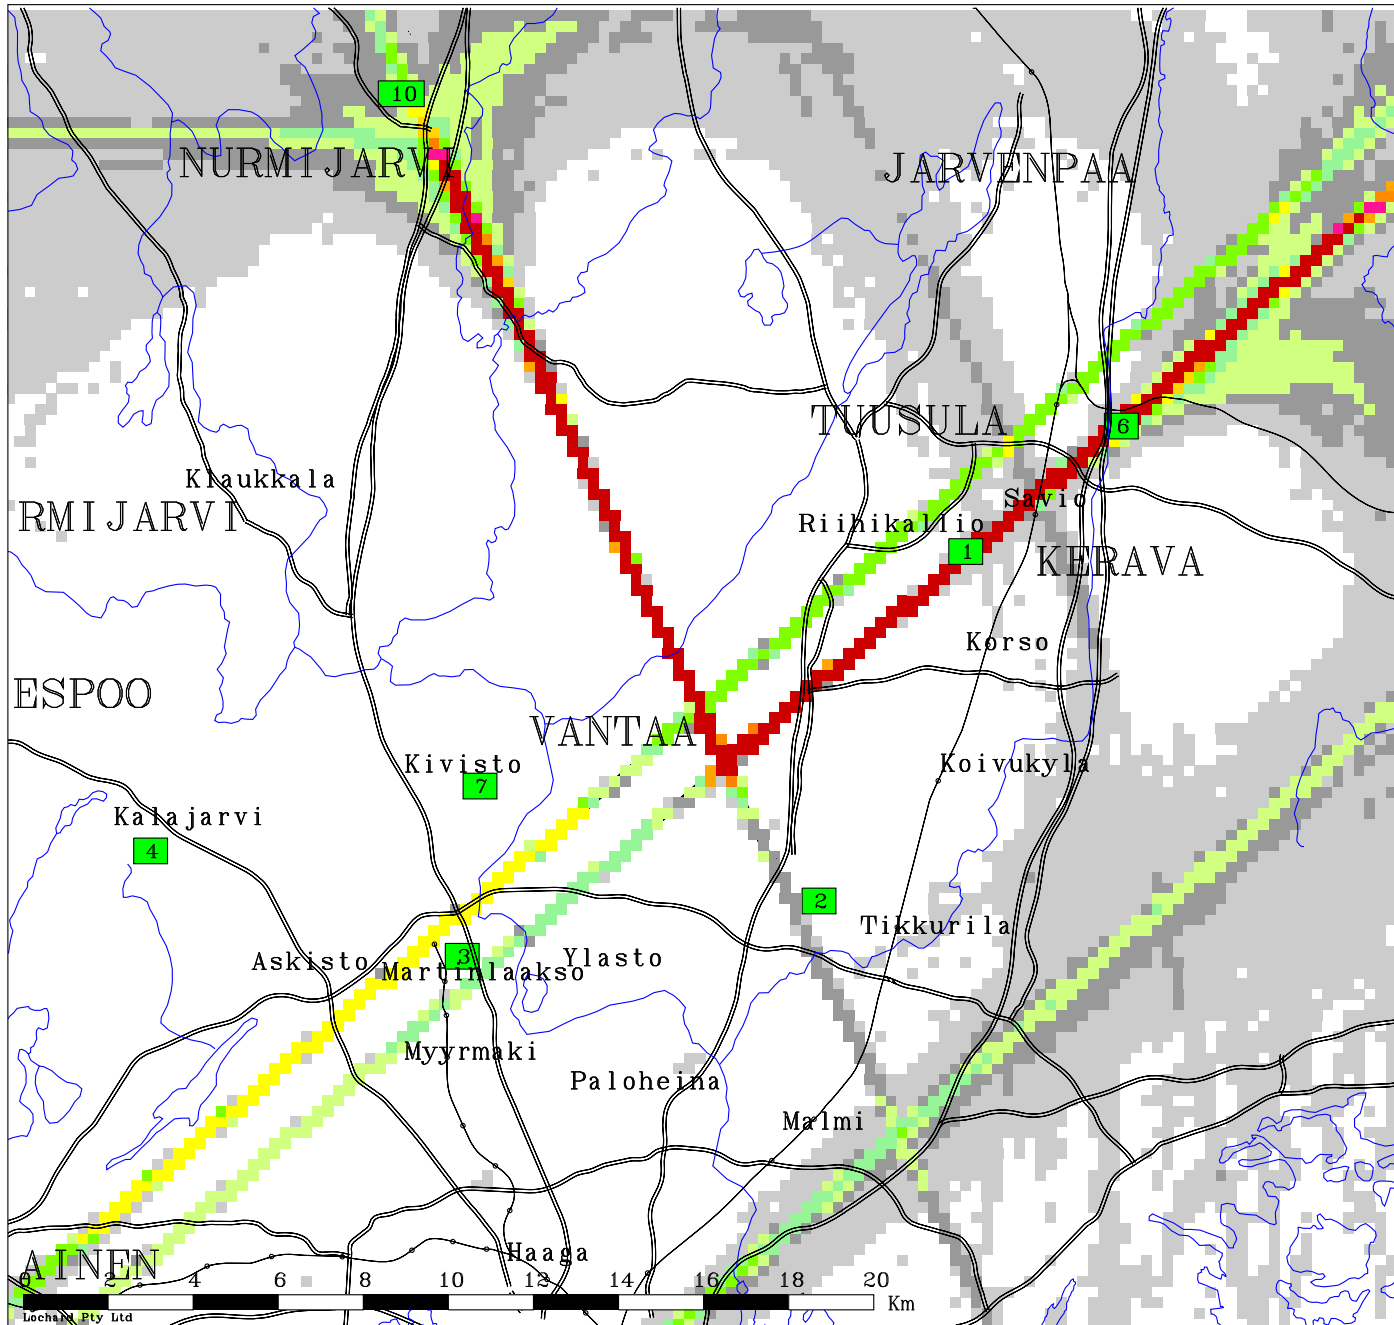 10
NURMIJARVI
JARVENPAA
TUUSULA
6
Klaukkala
Savio
RMIJARVI
Riihikallio
1
KERAVA
Korso
ESPOO
VANTAA
Kivisto
Koivukyla
7
Kalajarvi
4
2
Tikkurila
3
Askisto
Martinlaakso
Ylasto
Myyrmaki
Paloheina
Malmi
Haaga
AINEN
0 2 4 6 8 10 12 14 16 18 20
Km
Lochard Pty Ltd